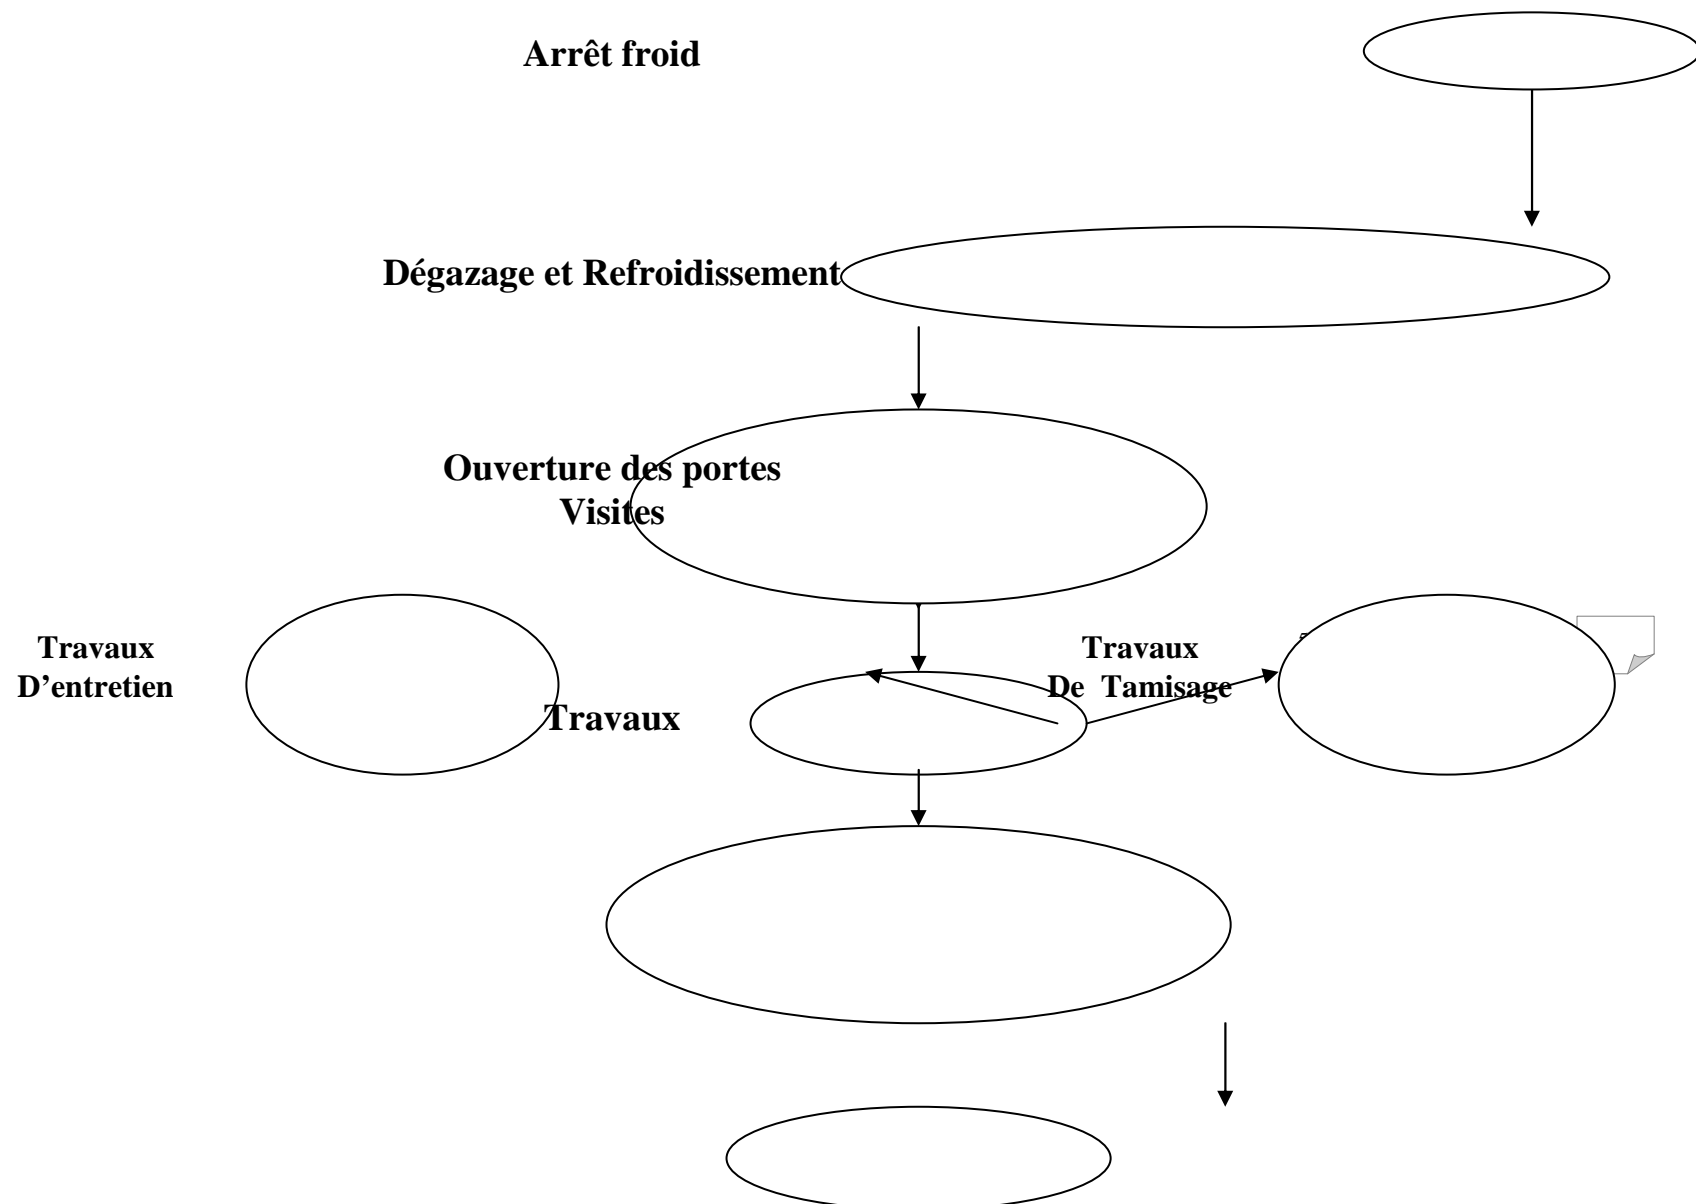 Arrêt froid
Dégazage et Refroidissement
Ouverture des portes
Visites
Travaux
D’entretien
Travaux
De Tamisage
Travaux